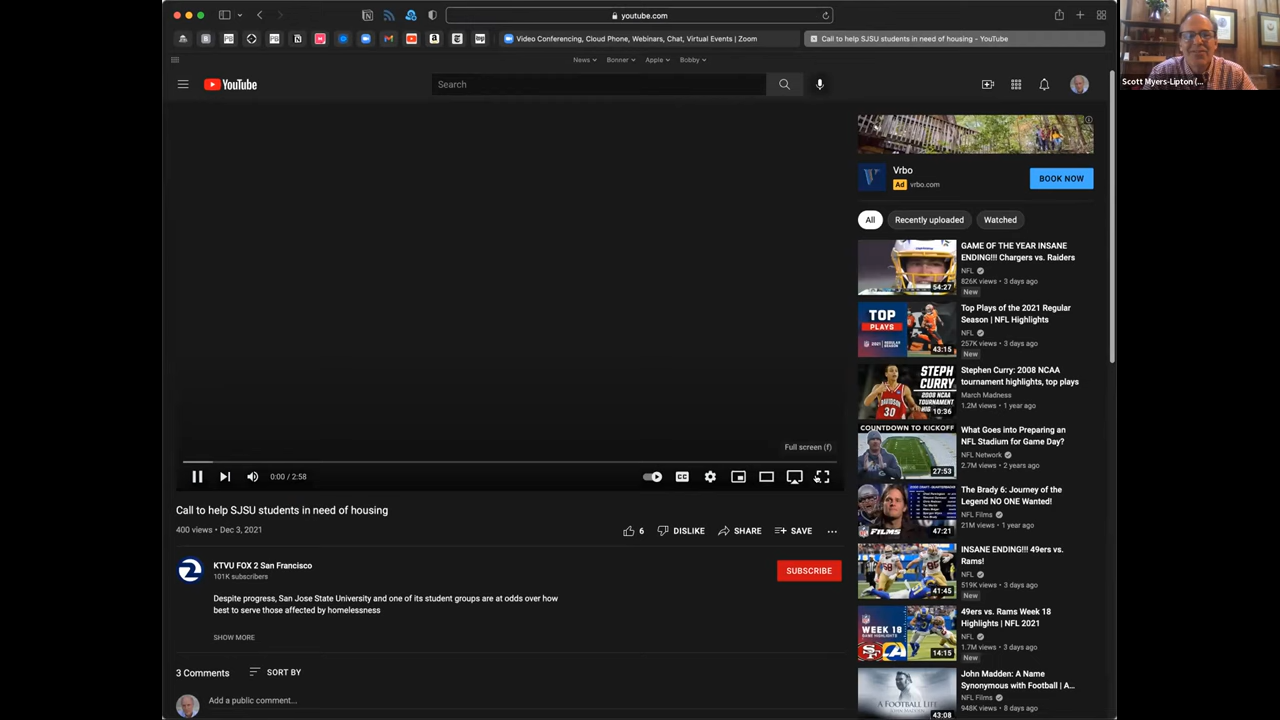 youtube.com
Video Conferencing, Cloud Phone, Webinars, Chat, Virtual Events | Zoom
Call to help SJSU students in need of housing - YouTube
News
Bonner
Apple
Bobby
YouTube
Search
Scott Myers-Lipton (...
Vrbo
Ad vrbo.com
BOOK NOW
All
Recently uploaded
Watched
GAME OF THE YEAR INSANE
ENDING!!! Chargers vs. Raiders
NFL
826K views • 3 days ago
New
54:27
Top Plays of the 2021 Regular
Season | NFL Highlights
NFL
257K views • 3 days ago
New
TOP
PLAYS
43:15
Stephen Curry: 2008 NCAA
tournament highlights, top plays
March Madness
1.2M views • 1 year ago
STEPH
CURRY
2008 NCAA
TOURNAMENT
30
10:36
What Goes into Preparing an
NFL Stadium for Game Day?
NFL Network
2.7M views • 2 years ago
COUNTDOWN TO KICKOFF
27:53
The Brady 6: Journey of the
Legend NO ONE Wanted!
NFL Films
21M views • 1 year ago
FILMS
47:21
INSANE ENDING!!! 49ers vs.
Rams!
NFL
519K views • 3 days ago
New
41:45
49ers vs. Rams Week 18
Highlights | NFL 2021
NFL
1.7M views • 3 days ago
New
WEEK 18
GAME HIGHLIGHTS
14:15
John Madden: A Name
Synonymous with Football | A...
NFL Films
948K views • 8 days ago
A FOOTBALL LIFE
43:08
Full screen (f)
0:00 / 2:58
CC
Call to help SJSU students in need of housing
400 views • Dec 3, 2021
6
DISLIKE
SHARE
SAVE
KTVU FOX 2 San Francisco
101K subscribers
SUBSCRIBE
Despite progress, San Jose State University and one of its student groups are at odds over how
best to serve those affected by homelessness
SHOW MORE
3 Comments
SORT BY
Add a public comment...